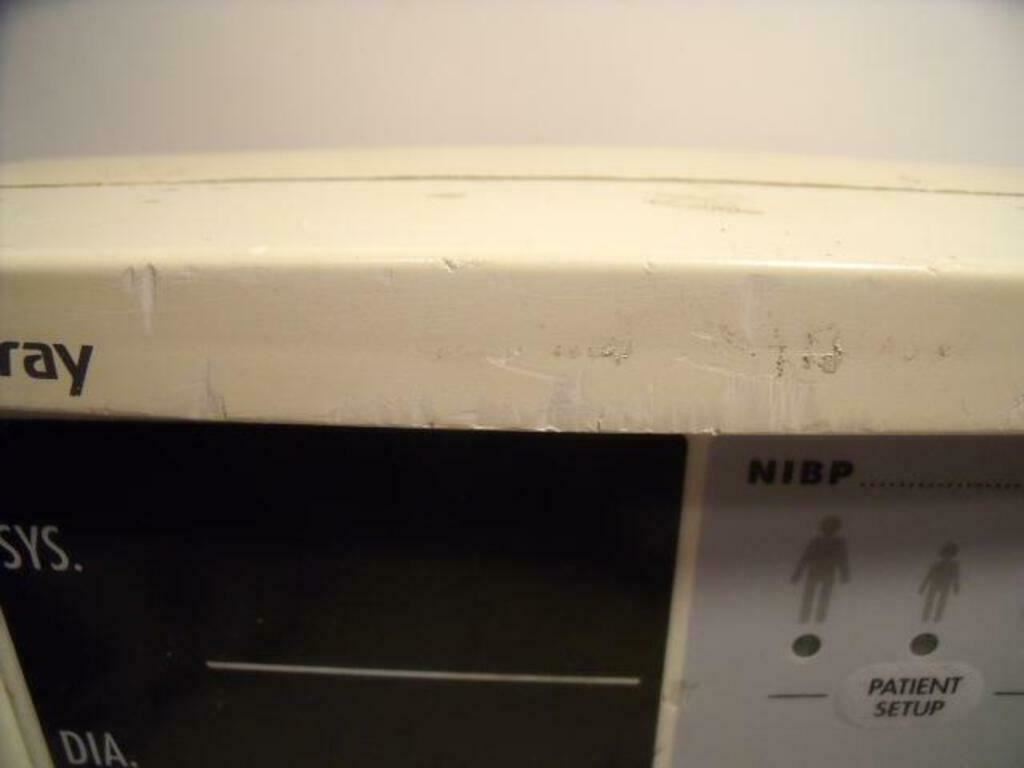 ray
NIBP
SYS.
PATIENT
SETUP
DIA.